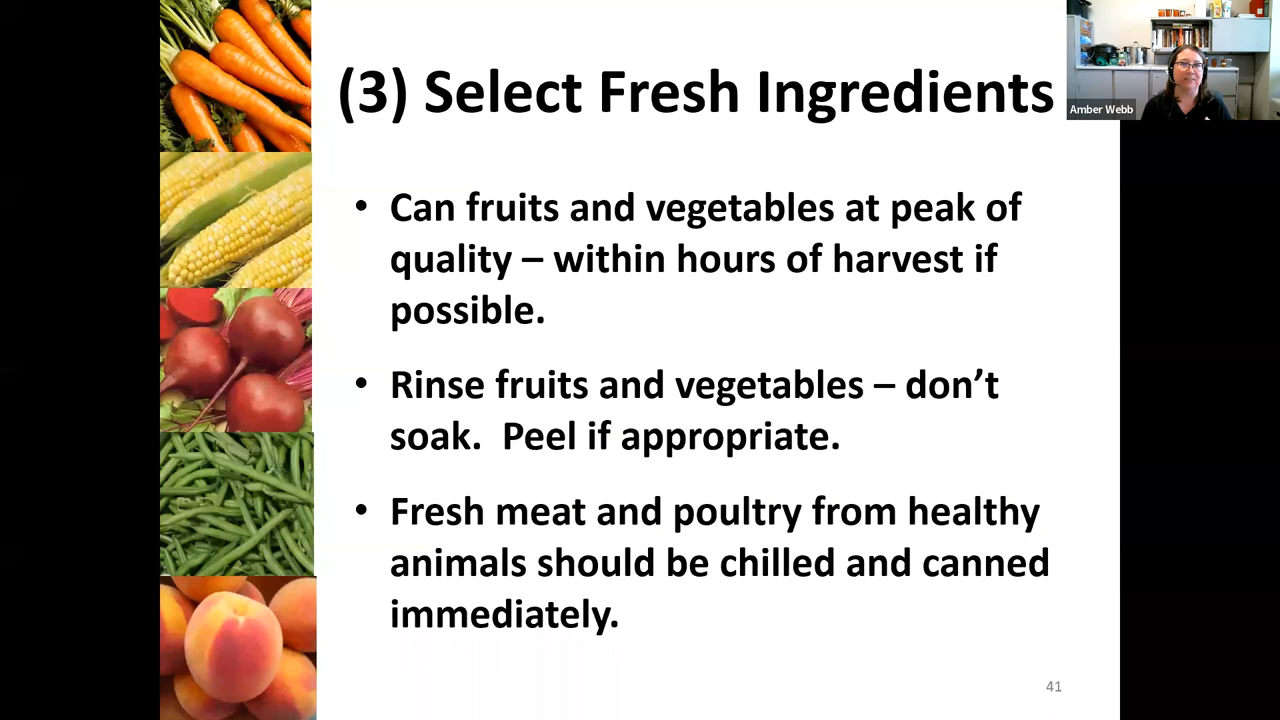 (3) Select Fresh Ingredients
Amber Webb
• Can fruits and vegetables at peak of
quality – within hours of harvest if
possible.
• Rinse fruits and vegetables – don’t
soak.  Peel if appropriate.
• Fresh meat and poultry from healthy
animals should be chilled and canned
immediately.
41